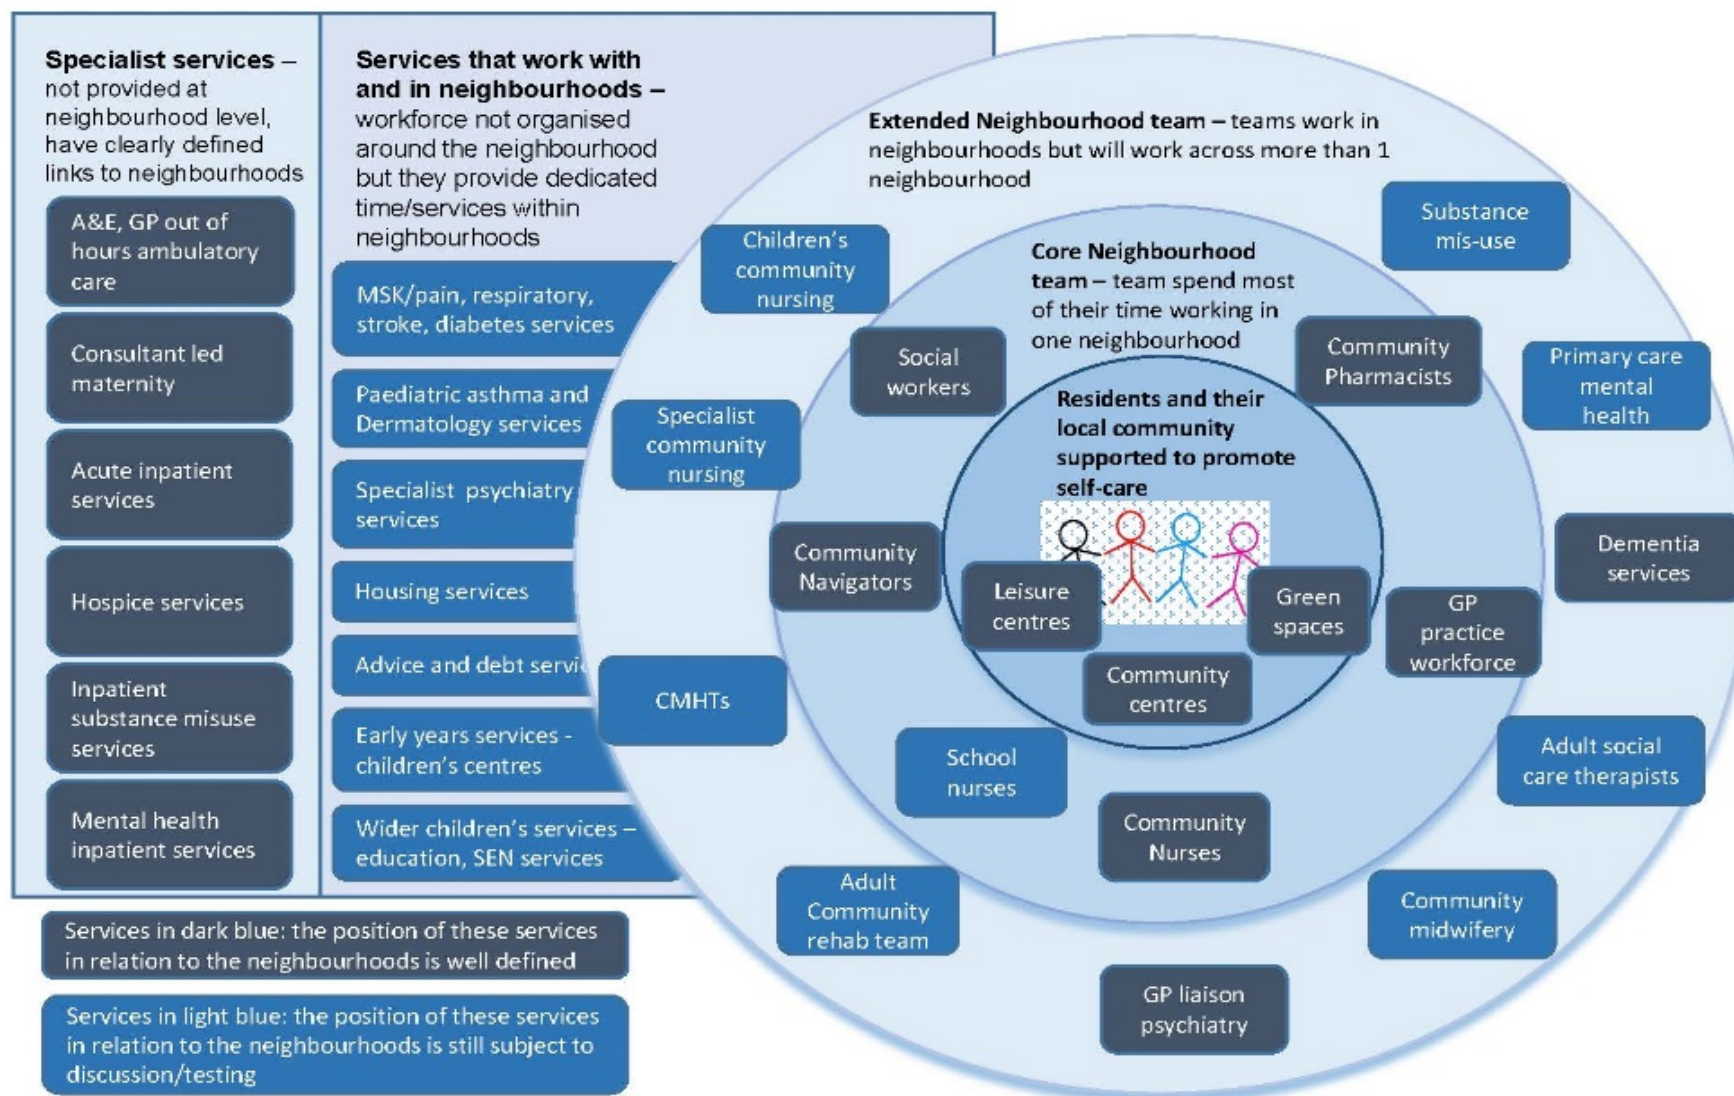 Specialist services –
not provided at
neighbourhood level,
have clearly defined
links to neighbourhoods
A&E, GP out of
hours ambulatory
care
Consultant led
maternity
Acute inpatient
services
Hospice services
Inpatient
substance misuse
services
Mental health
inpatient services
Services that work with
and in neighbourhoods –
workforce not organised
around the neighbourhood
but they provide dedicated
time/services within
neighbourhoods
MSK/pain, respiratory,
stroke, diabetes services
Paediatric asthma and
Dermatology services
Specialist psychiatry
services
Housing services
Advice and debt servic
Early years services -
children's centres
Wider children's services –
education, SEN services
Extended Neighbourhood team – teams work in
neighbourhoods but will work across more than 1
neighbourhood
Children's
community
nursing
Specialist
community
nursing
CMHTs
Adult
Community
rehab team
GP liaison
psychiatry
Community
midwifery
Adult social
care therapists
Dementia
services
Primary care
mental
health
Substance
mis-use
Core Neighbourhood
team – team spend most
of their time working in
one neighbourhood
Social
workers
Community
Pharmacists
Community
Navigators
GP
practice
workforce
School
nurses
Community
Nurses
Residents and their
local community
supported to promote
self-care
Leisure
centres
Green
spaces
Community
centres
Services in dark blue: the position of these services
in relation to the neighbourhoods is well defined
Services in light blue: the position of these services
in relation to the neighbourhoods is still subject to
discussion/testing